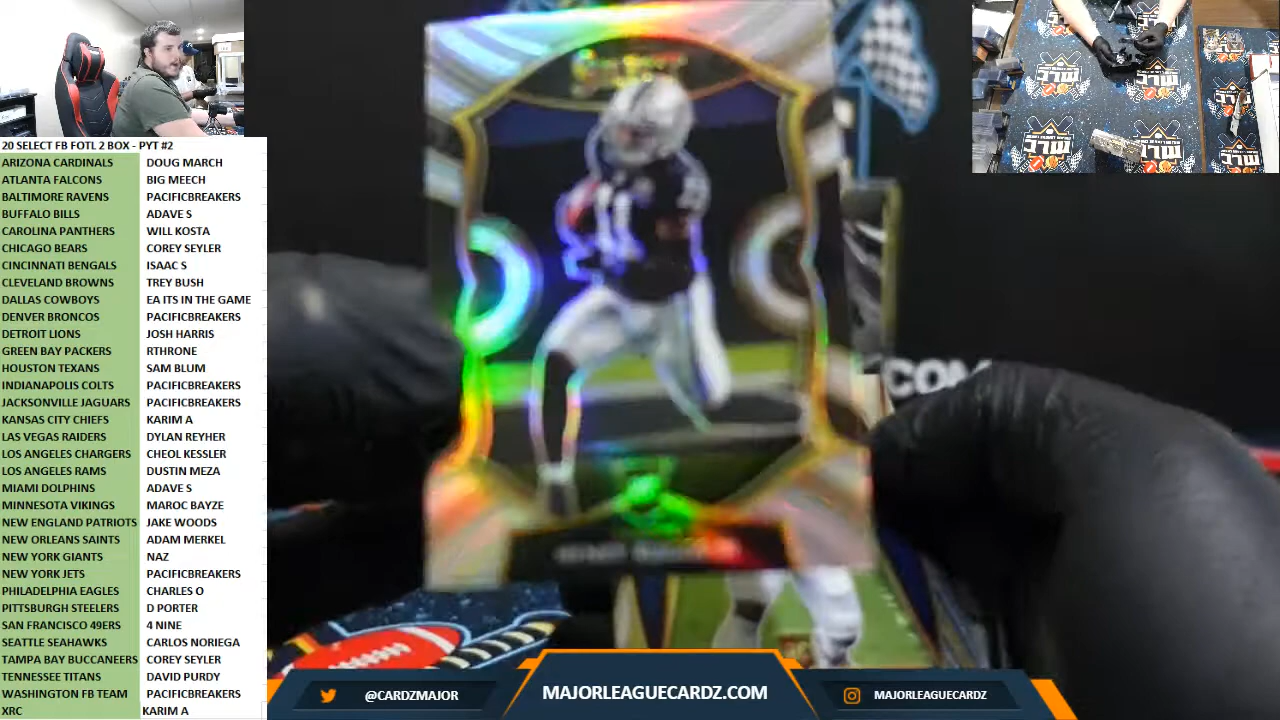 20 SELECT FB FOTL 2 BOX - PYT #2
ARIZONA CARDINALS DOUG MARCH
ATLANTA FALCONS BIG MEECH
BALTIMORE RAVENS PACIFICBREAKERS
BUFFALO BILLS ADAVE S
CAROLINA PANTHERS WILL KOSTA
CHICAGO BEARS COREY SEYLER
CINCINNATI BENGALS ISAAC S
CLEVELAND BROWNS TREY BUSH
DALLAS COWBOYS EA ITS IN THE GAME
DENVER BRONCOS PACIFICBREAKERS
DETROIT LIONS JOSH HARRIS
GREEN BAY PACKERS RTHRONE
HOUSTON TEXANS SAM BLUM
INDIANAPOLIS COLTS PACIFICBREAKERS
JACKSONVILLE JAGUARS PACIFICBREAKERS
KANSAS CITY CHIEFS KARIM A
LAS VEGAS RAIDERS DYLAN REYHER
LOS ANGELES CHARGERS CHEOL KESSLER
LOS ANGELES RAMS DUSTIN MEZA
MIAMI DOLPHINS ADAVE S
MINNESOTA VIKINGS MAROC BAYZE
NEW ENGLAND PATRIOTS JAKE WOODS
NEW ORLEANS SAINTS ADAM MERKEL
NEW YORK GIANTS NAZ
NEW YORK JETS PACIFICBREAKERS
PHILADELPHIA EAGLES CHARLES O
PITTSBURGH STEELERS D PORTER
SAN FRANCISCO 49ERS 4 NINE
SEATTLE SEAHAWKS CARLOS NORIEGA
TAMPA BAY BUCCANEERS COREY SEYLER
TENNESSEE TITANS DAVID PURDY
WASHINGTON FB TEAM PACIFICBREAKERS
XRC KARIM A
11
.COM
@CARDZMAJOR
MAJORLEAGUECARDZ.COM
MAJORLEAGUECARDZ